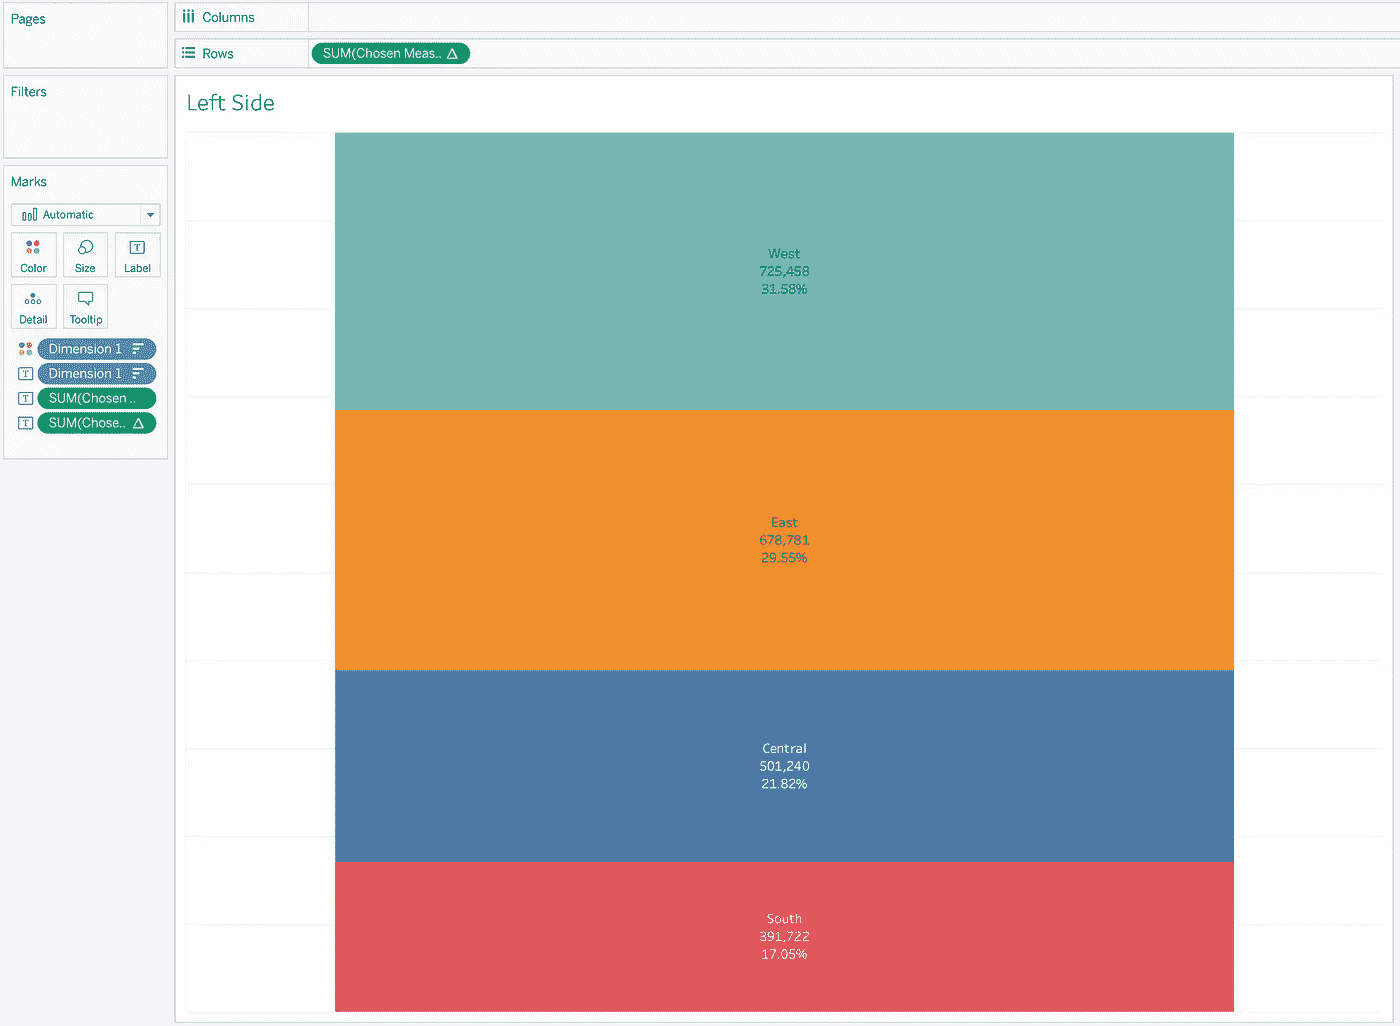 Pages
Columns
Rows
SUM(Chosen Meas..
Filters
Left Side
Marks
Automatic
Color
Size
T
Label
Detail
Tooltip
Dimension 1
T
Dimension 1
T
SUM(Chosen ..
T
SUM(Chose..
West
725,458
31.58%
East
678,781
29.55%
Central
501,240
21.82%
South
391,722
17.05%